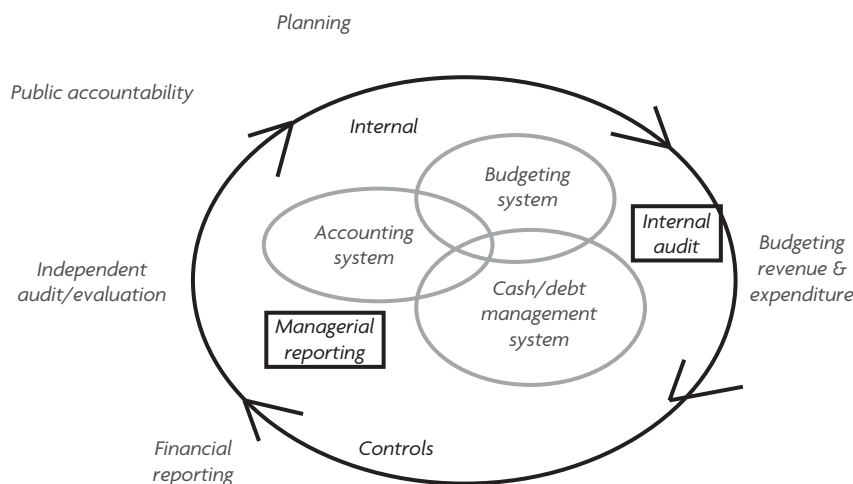 Planning
Public accountability
Internal
Budgeting
system
Accounting
system
Internal
audit
Independent
audit/evaluation
Budgeting
revenue &
expenditure
Cash/debt
management
system
Managerial
reporting
Financial
reporting
Controls